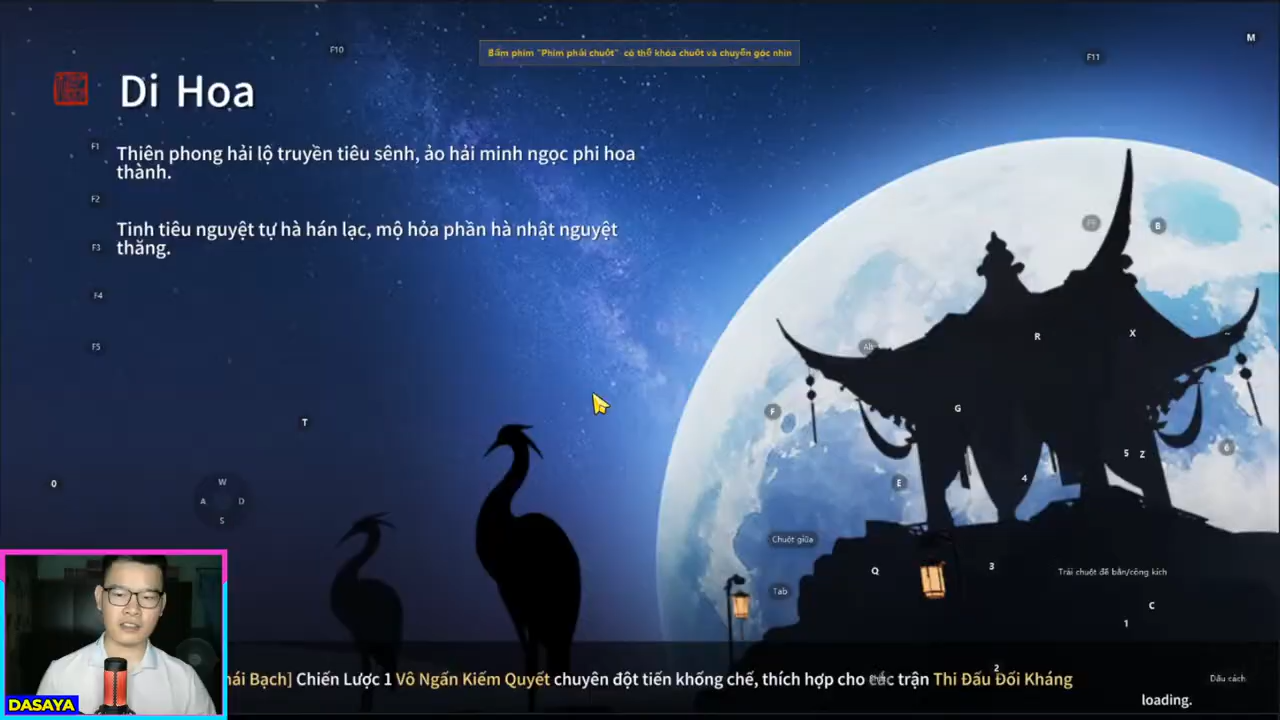 F10
Bấm phím "Phím phải chuột" có thể khóa chuột và chuyển góc nhìn
F11
M
Di Hoa
F1
Thiên phong hải lộ truyền tiêu sênh, ảo hải minh ngọc phi hoa
thành.
F2
Tinh tiêu nguyệt tự hà hán lạc, mộ hỏa phần hà nhật nguyệt
F3
thăng.
B
F4
F5
Alt
R
X
T
F
G
0
W
A
D
S
E
4
5
Z
6
Chuột giữa
Q
3
Trái chuột để bắn/công kích
Tab
C
1
2
ái Bạch] Chiến Lược 1 Vô Ngấn Kiếm Quyết chuyên đột tiến khống chế, thích hợp cho các trận Thi Đấu Đối Kháng
Dấu cách
loading.
DASAYA